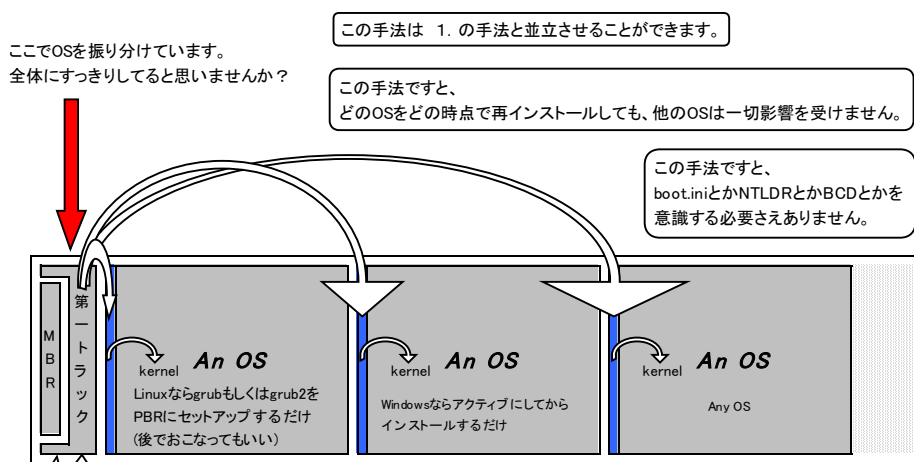 この手法は １．の手法と並立させることができます。
ここでOSを振り分けています。
全体にすっきりしてると思いませんか？
この手法ですと、
どのOSをどの時点で再インストールしても、他のOSは一切影響を受けません。
この手法ですと、
boot.iniとかNTLDRとかBCDとかを
意識する必要さえありません。
MBR
第一トラック
An OS
kernel
Linuxならgrubもしくはgrub2を
PBRにセットアップするだけ
(後でおこなってもいい)
An OS
kernel
Windowsならアクティブにしてから
インストールするだけ
An OS
kernel
Any OS